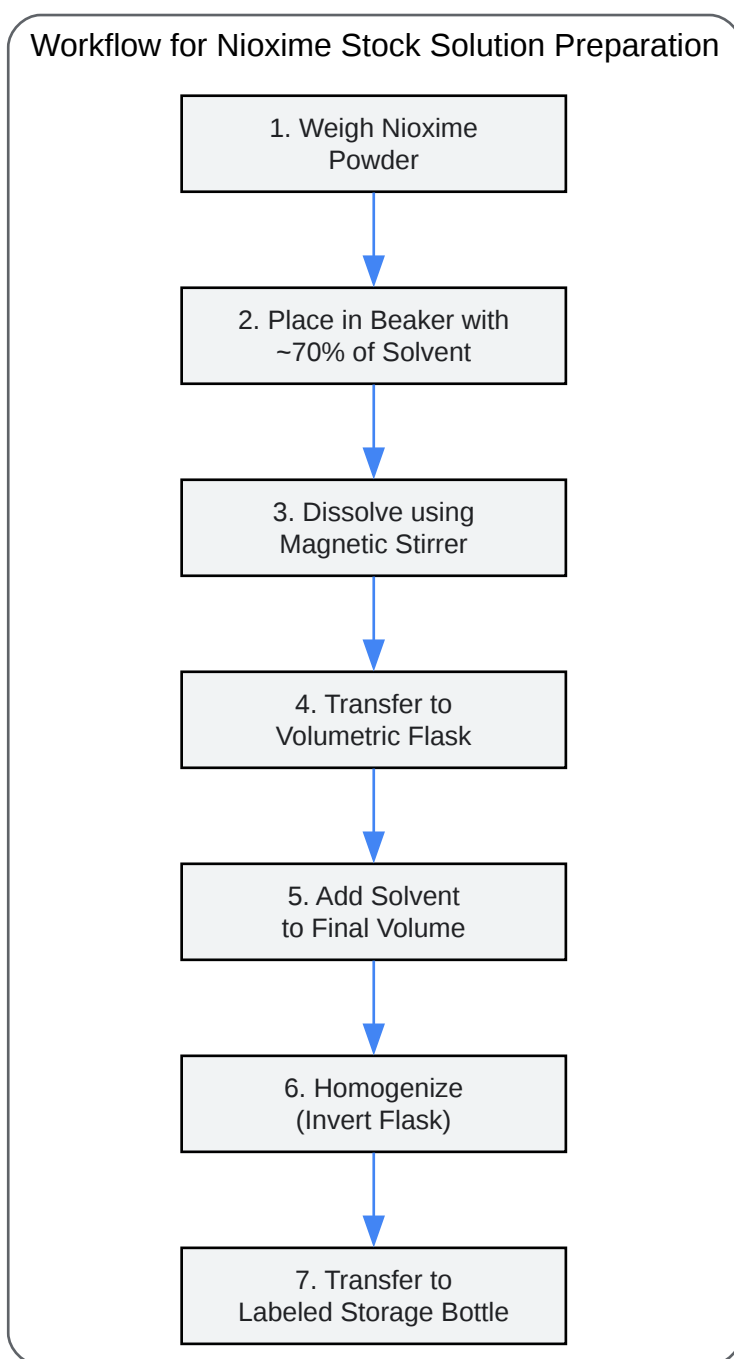 Workflow for Nioxime Stock Solution Preparation
1. Weigh Nioxime
Powder
2. Place in Beaker with
~70% of Solvent
3. Dissolve using
Magnetic Stirrer
4. Transfer to
Volumetric Flask
5. Add Solvent
to Final Volume
6. Homogenize
(Invert Flask)
7. Transfer to
Labeled Storage Bottle